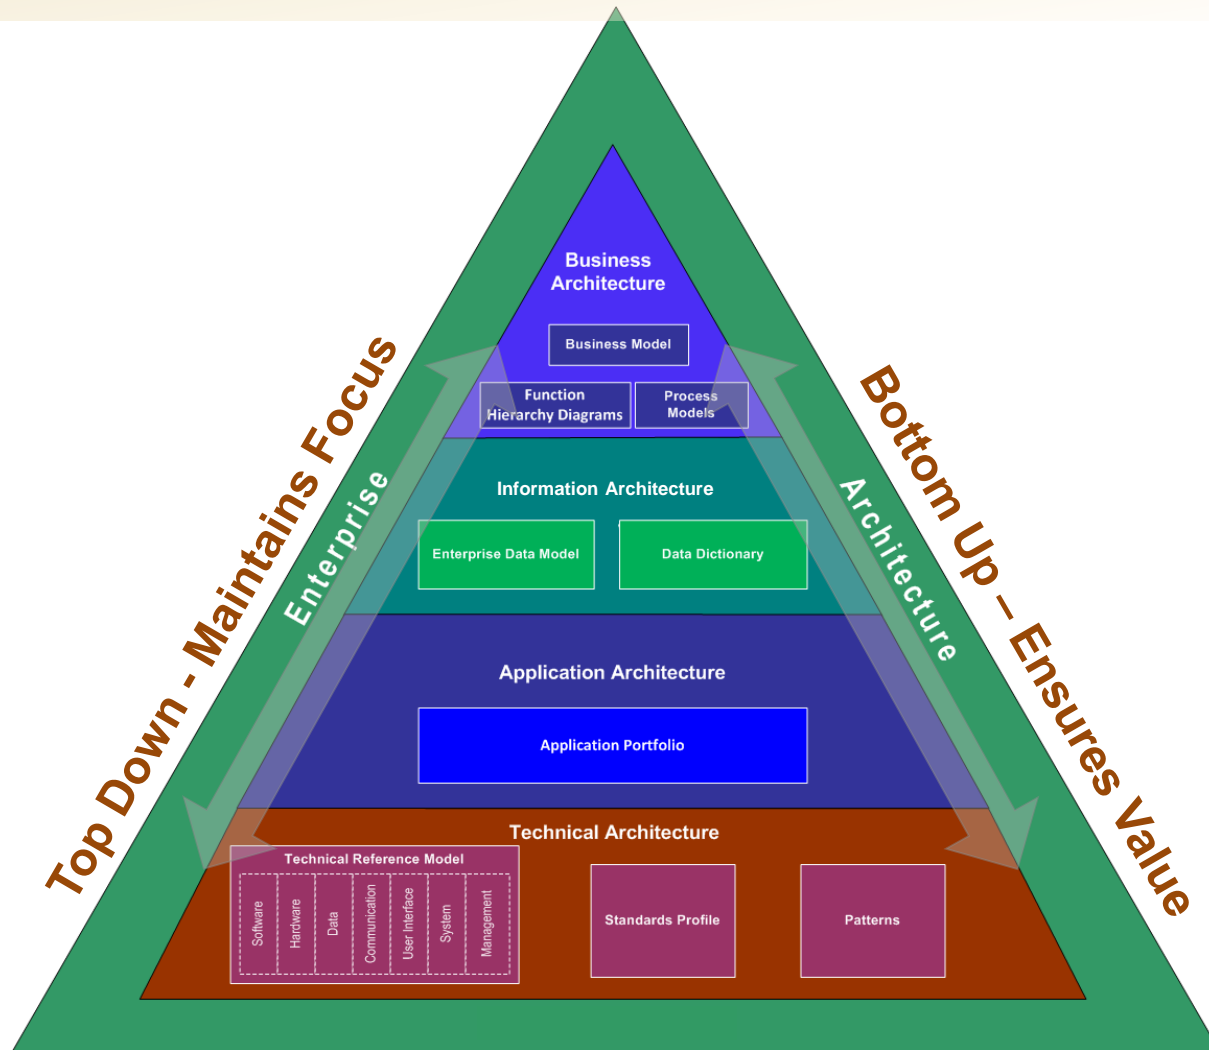 Business
Architecture
Business Model
Function
Hierarchy Diagrams
Process
Models
Top Down - Maintains Focus
Enterprise
Architecture
Bottom Up – Ensures Value
Information Architecture
Enterprise Data Model
Data Dictionary
Application Architecture
Application Portfolio
Technical Architecture
Technical Reference Model
Software
Hardware
Data
Communication
User Interface
System
Management
Standards Profile
Patterns